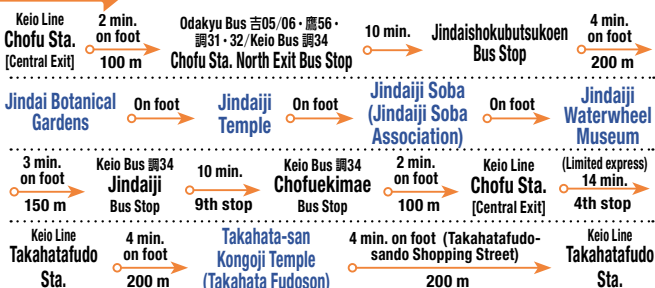 Keio Line
Chofu Sta.
[Central Exit]
2 min.
on foot
100 m
Odakyu Bus 吉05/06・鷹56・
調31・32/Keio Bus 調34
Chofu Sta. North Exit Bus Stop
10 min.
Jindaishokubutsukoen
Bus Stop
4 min.
on foot
200 m
Jindai Botanical
Gardens
On foot
Jindaiji
Temple
On foot
Jindaiji Soba
(Jindaiji Soba
Association)
On foot
Jindaiji
Waterwheel
Museum
3 min.
on foot
150 m
Keio Bus 調34
Jindaiji
Bus Stop
10 min.
9th stop
Keio Bus 調34
Chofuekimae
Bus Stop
2 min.
on foot
100 m
Keio Line
Chofu Sta.
[Central Exit]
(Limited express)
14 min.
4th stop
Keio Line
Takahatafudo
Sta.
4 min.
on foot
200 m
Takahata-san
Kongoji Temple
(Takahata Fudoson)
4 min. on foot (Takahatafudo-
sando Shopping Street)
200 m
Keio Line
Takahatafudo
Sta.